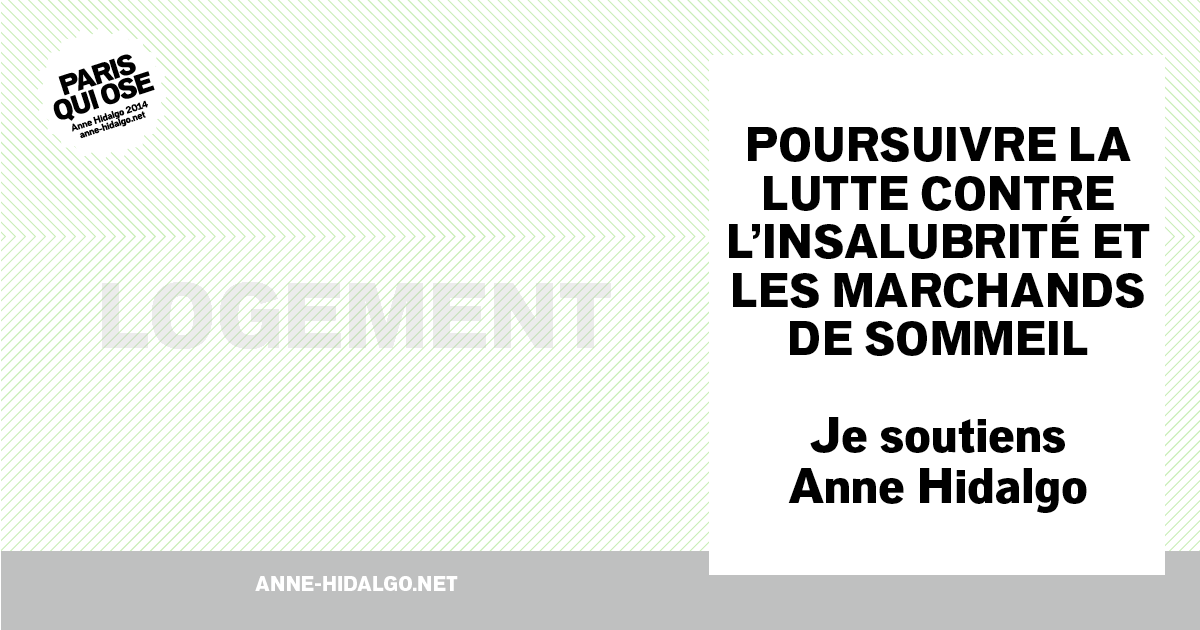 PARIS
QUI OSE
Anne Hidalgo 2014
anne-hidalgo.net
LOGEMENT
POURSUIVRE LA
LUTTE CONTRE
L’INSALUBRITÉ ET
LES MARCHANDS
DE SOMMEIL
Je soutiens
Anne Hidalgo
ANNE-HIDALGO.NET